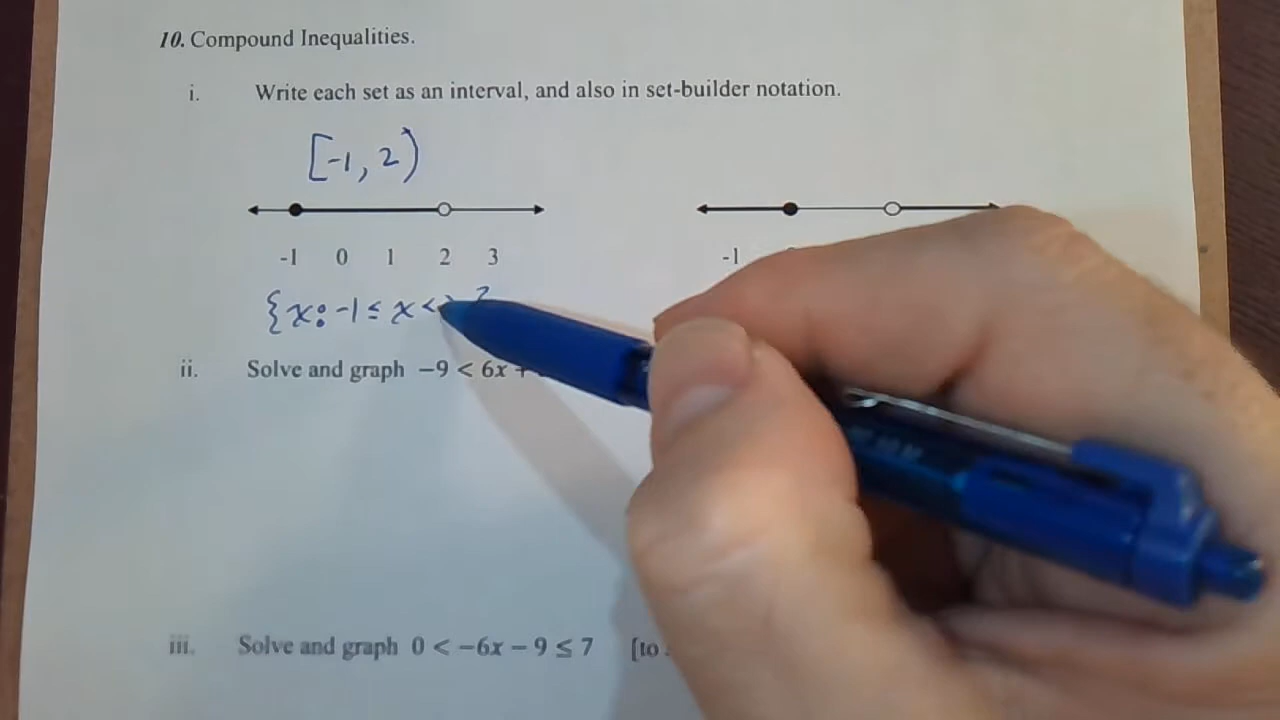 10. Compound Inequalities.
i. Write each set as an interval, and also in set-builder notation.
[-1, 2)
-1 0 1 2 3 -1
{x: -1 ≤ x <
ii. Solve and graph −9 < 6x +
iii. Solve and graph 0 < −6x − 9 ≤ 7 [to